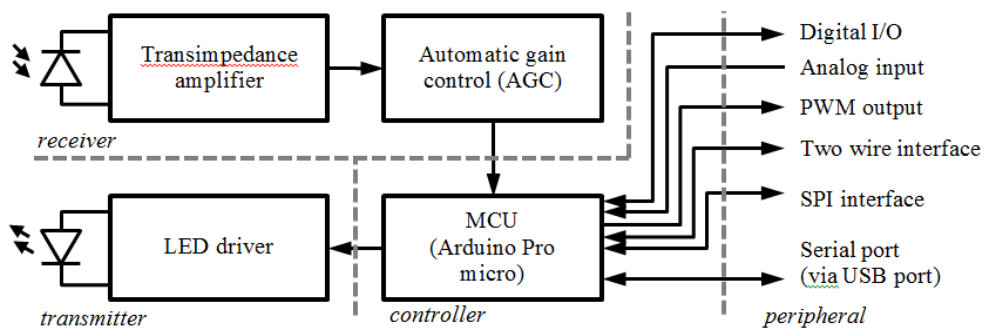 Transimpedance
amplifier
Automatic gain
control (AGC)
receiver
LED driver
transmitter
MCU
(Arduino Pro
micro)
controller
Digital I/O
Analog input
PWM output
Two wire interface
SPI interface
Serial port
(via USB port)
peripheral